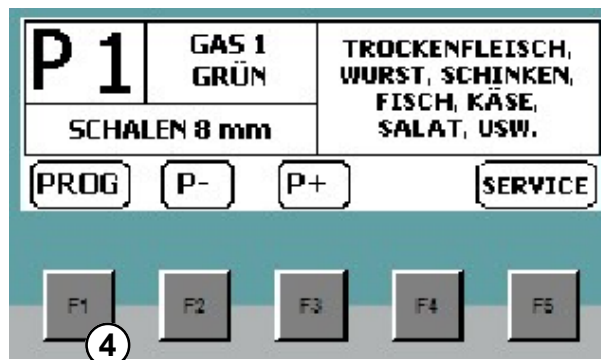 P 1
GAS 1
GRÜN
SCHALEN 8 mm
TROCKENFLEISCH,
WURST, SCHINKEN,
FISCH, KÄSE,
SALAT, USW.
PROG P- P+ SERVICE
F1 F2 F3 F4 F5
4